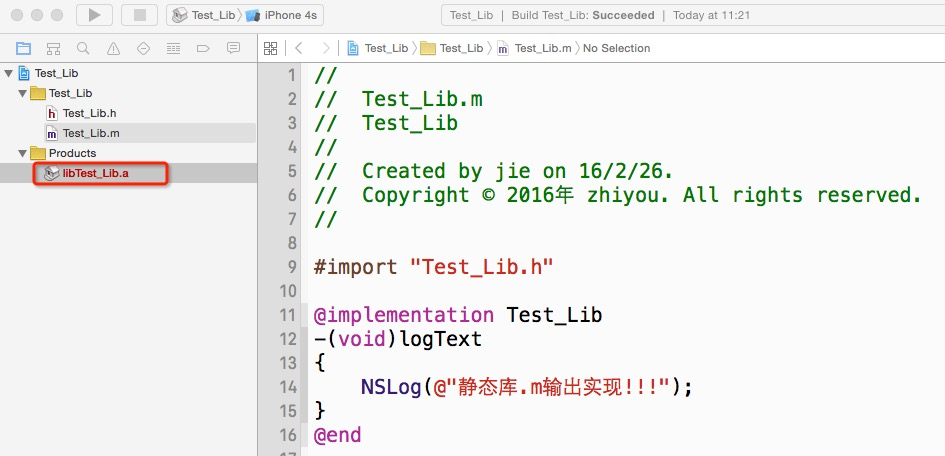 Test_Lib iPhone 4s
Test_Lib | Build Test_Lib: Succeeded | Today at 11:21
Test_Lib Test_Lib Test_Lib.m No Selection
Test_Lib
Test_Lib
h Test_Lib.h
m Test_Lib.m
Products
libTest_Lib.a
1 //
2 //  Test_Lib.m
3 //  Test_Lib
4 //
5 //  Created by jie on 16/2/26.
6 //  Copyright © 2016年 zhiyou. All rights reserved.
7 //
8
9 #import "Test_Lib.h"
10
11 @implementation Test_Lib
12 -(void)logText
13 {
14     NSLog(@"静态库.m输出实现!!!");
15 }
16 @end
17